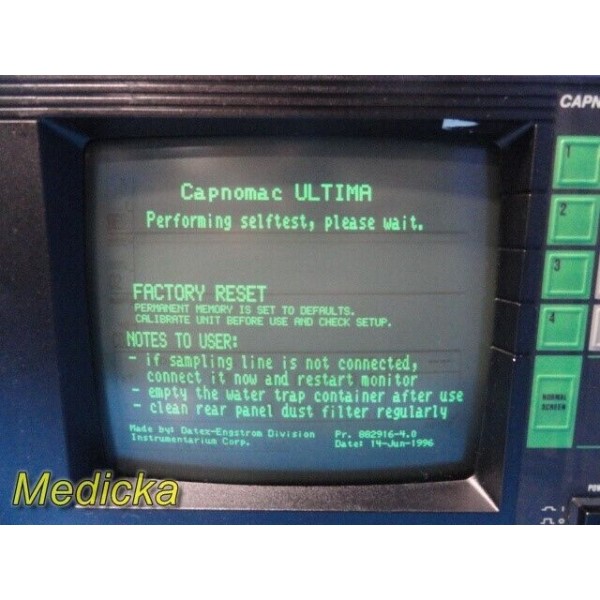 CAPN
Capnomac ULTIMA
Performing selftest, please wait.
FACTORY RESET
PERMANENT MEMORY IS SET TO DEFAULTS.
CALIBRATE UNIT BEFORE USE AND CHECK SETUP.
NOTES TO USER:
- if sampling line is not connected,
connect it now and restart monitor
- empty the water trap container after use
- clean rear panel dust filter regularly
Made by: Datex-Engstrom Division
Instrumentarium Corp.
Pr. 882916-4.0
Date: 14-Jun-1996
1
2
3
4
NORMAL
SCREEN
Medicka